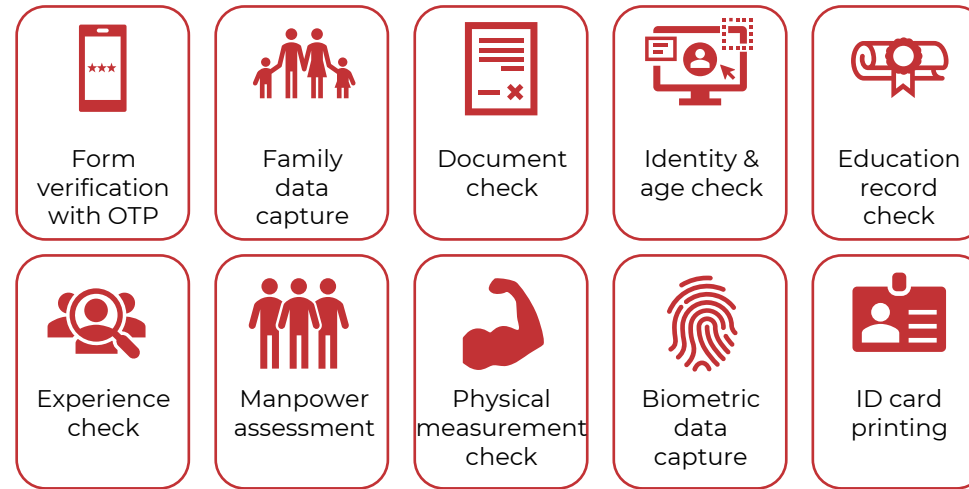 Form
verification
with OTP
Family
data
capture
Document
check
Identity &
age check
Education
record
check
Experience
check
Manpower
assessment
Physical
measurement
check
Biometric
data
capture
ID card
printing